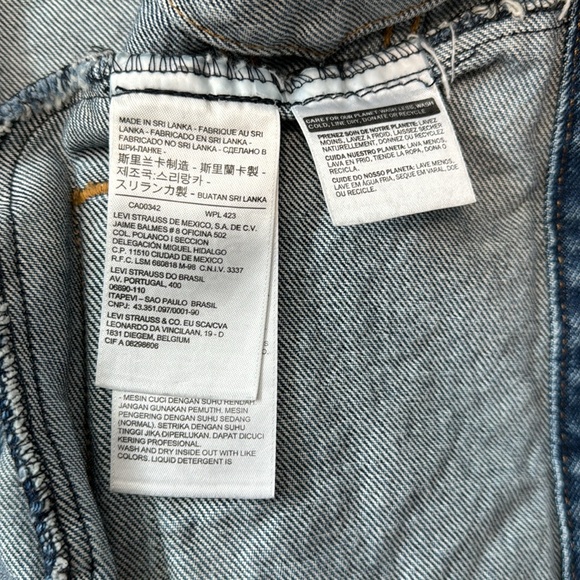 MADE IN SRI LANKA - FABRIQUE AU SRI
LANKA - FABRICADO EN SRI LANKA -
FABRICADO NO SRI LANKA - СДЕЛАНО В
ШРИ-ЛАНКЕ -
斯里兰卡制造 - 斯里蘭卡製 -
제조국: 스리랑카 -
スリランカ製 - BUATAN SRI LANKA
CA00342 WPL 423
LEVI STRAUSS DE MEXICO, S.A. DE C.V.
JAIME BALMES # 8 OFICINA 502
COL. POLANCO I SECCION
DELEGACIÓN MIGUEL HIDALGO
C.P. 11510 CIUDAD DE MEXICO
R.F.C. LSM 680818 M-98 C.N.I.V. 3337
LEVI STRAUSS DO BRASIL
AV. PORTUGAL, 400
06690-110
ITAPEVI – SAO PAULO BRASIL
CNPJ: 43.351.097/0001-90
LEVI STRAUSS & CO. EU SCA/CVA
LEONARDO DA VINCILAAN, 19 - D
1831 DIEGEM, BELGIUM
CIF A 08298606
- MESIN CUCI DENGAN SUHU RENDAH.
JANGAN GUNAKAN PEMUTIH. MESIN
PENGERING DENGAN SUHU SEDANG
(NORMAL). SETRIKA DENGAN SUHU
TINGGI JIKA DIPERLUKAN. DAPAT DICUCI
KERING PROFESIONAL.
WASH AND DRY INSIDE OUT WITH LIKE
COLORS. LIQUID DETERGENT IS
CARE FOR OUR PLANET: WASH LESS, WASH
COLD, LINE DRY, DONATE OR RECYCLE.
PRENEZ SOIN DE NOTRE PLANÈTE: LAVEZ
MOINS, LAVEZ À FROID, LAISSEZ SÉCHER
NATURELLEMENT, DONNEZ OU RECYCLEZ.
CUIDA NUESTRO PLANETA: LAVA MENOS,
LAVA EN FRÍO, TIENDE LA ROPA, DONA O
RECICLA.
CUIDE DO NOSSO PLANETA: LAVE MENOS,
LAVE EM ÁGUA FRIA, SEQUE EM VARAL, DOE
OU RECICLE.